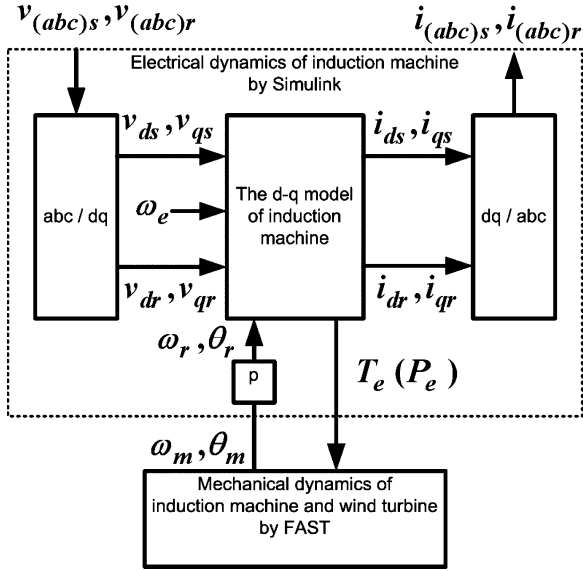 v(abc)s, v(abc)r
i(abc)s, i(abc)r
Electrical dynamics of induction machine
by Simulink
vds, vqs
ids, iqs
abc / dq
ωe
The d-q model
of induction
machine
dq / abc
vdr, vqr
idr, iqr
ωr, θr
p
Te (Pe)
ωm, θm
Mechanical dynamics of
induction machine and wind turbine
by FAST